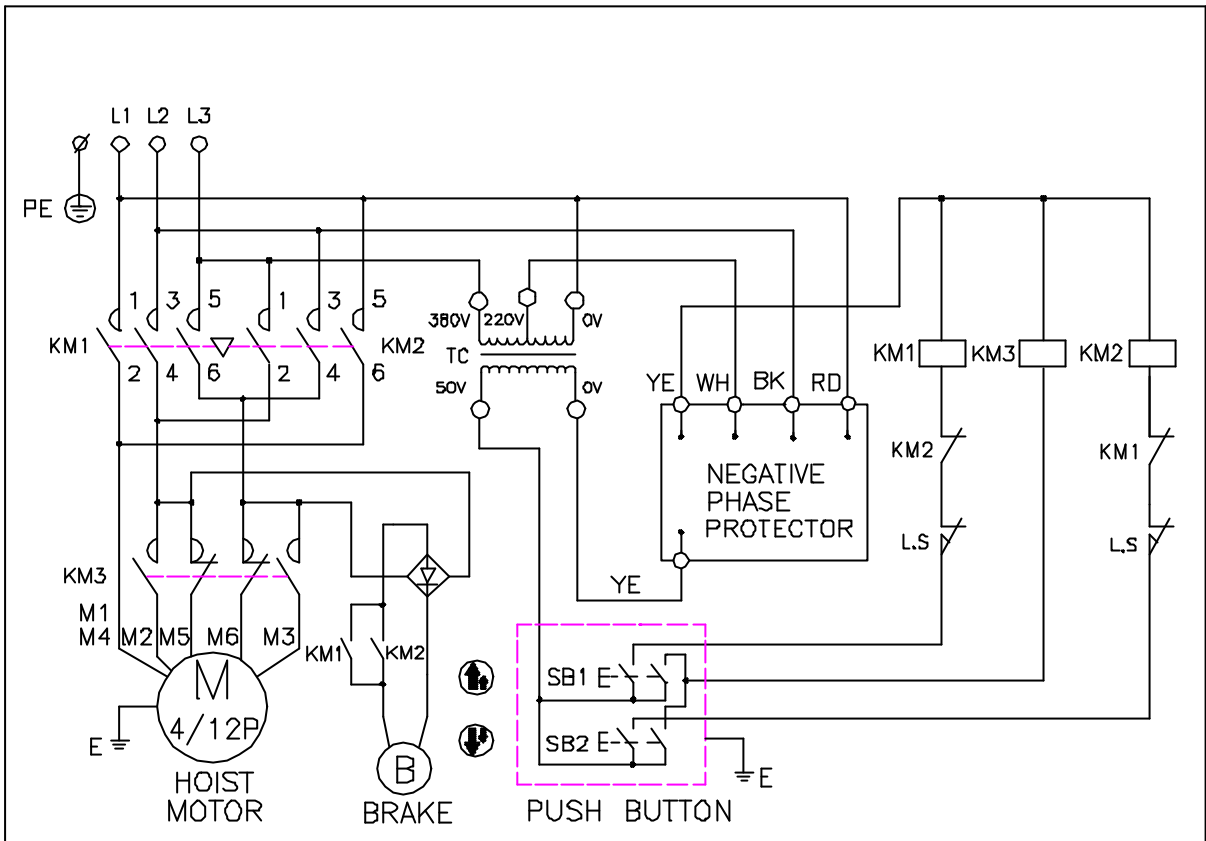 L1 L2 L3
PE
1 3 5 1 3 5
KM1 KM2
2 4 6 2 4 6
380V 220V 0V
TC
50V 0V
YE WH BK RD
NEGATIVE
PHASE
PROTECTOR
YE
KM1 KM3 KM2
KM2 KM1
L.S L.S
KM3
M1
M4 M2 M5 M6 M3
KM1 KM2
M
4/12P
E
HOIST
MOTOR
B
BRAKE
SB1 E
SB2 E
E
PUSH BUTTON